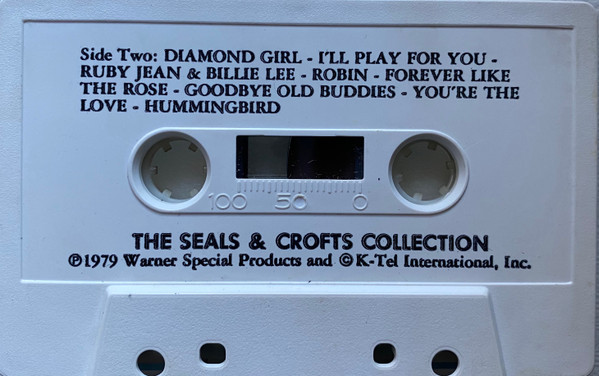 Side Two: DIAMOND GIRL - I'LL PLAY FOR YOU -
RUBY JEAN & BILLIE LEE - ROBIN - FOREVER LIKE
THE ROSE - GOODBYE OLD BUDDIES - YOU'RE THE
LOVE - HUMMINGBIRD
100 50 0
THE SEALS & CROFTS COLLECTION
℗1979 Warner Special Products and ©K-Tel International, Inc.